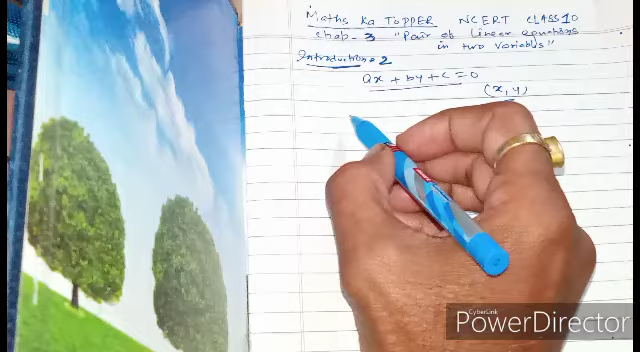 Maths Ka TOPPER NCERT CLASS 10
Chap-3 "Pair of Linear equations
in two variables"
Introduction = 2
ax + by + c = 0
(x, y)
CyberLink
PowerDirector